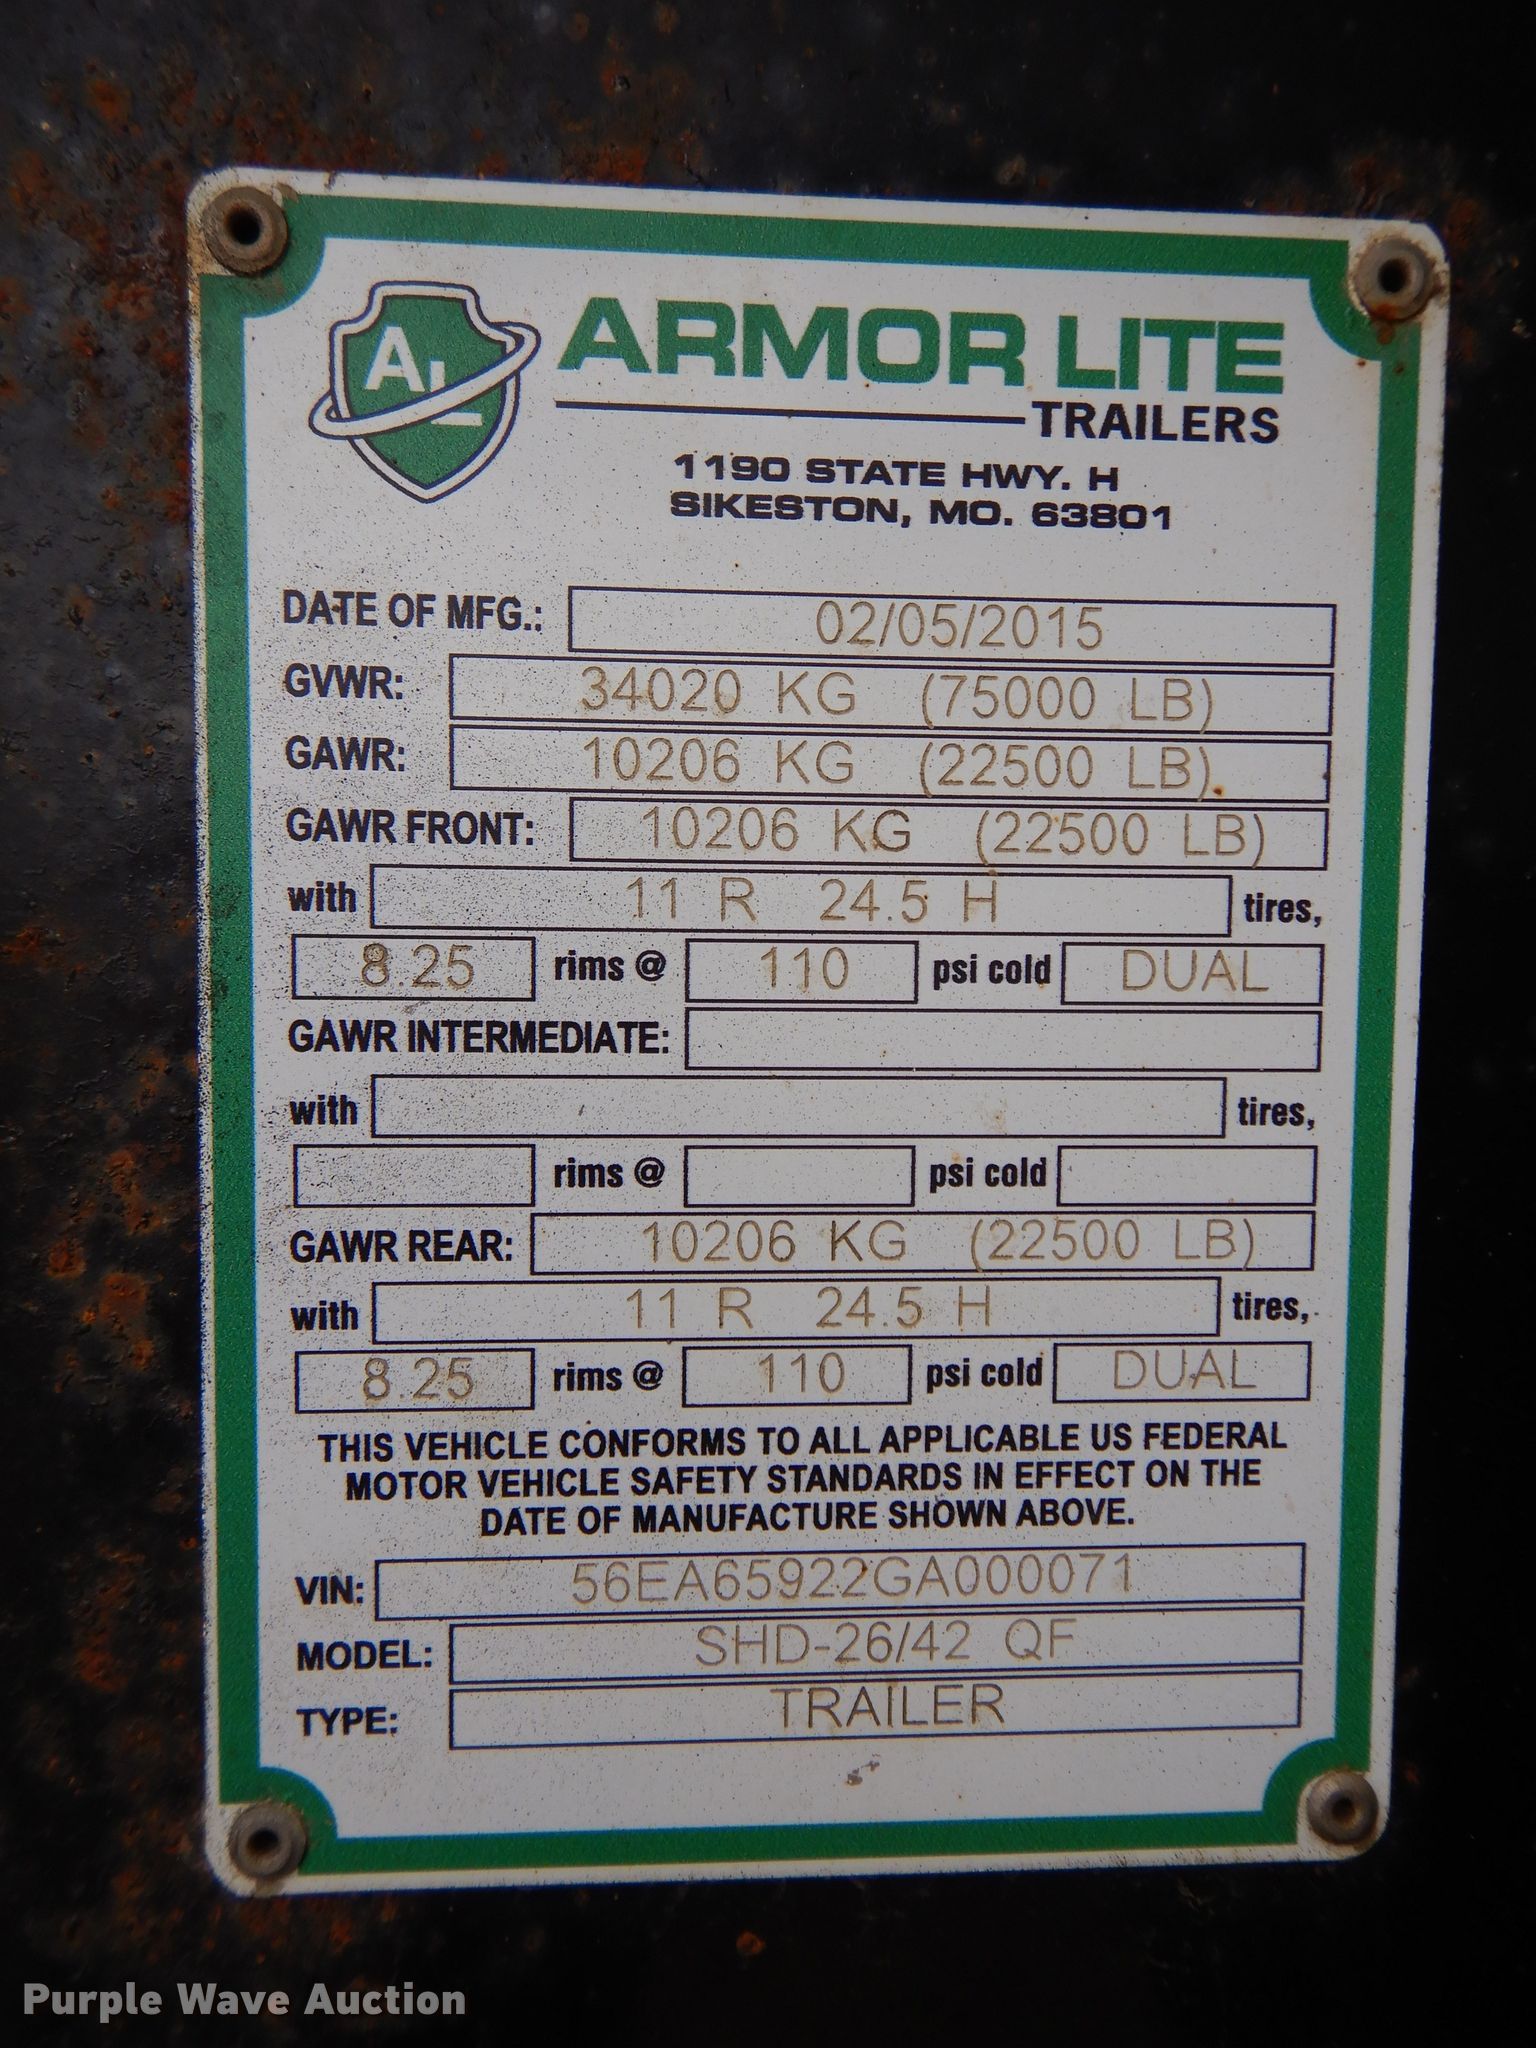 AL
ARMOR LITE
TRAILERS
1190 STATE HWY. H
SIKESTON, MO. 63801
DATE OF MFG.: 02/05/2015
GVWR: 34020 KG (75000 LB)
GAWR: 10206 KG (22500 LB)
GAWR FRONT: 10206 KG (22500 LB)
with 11 R 24.5 H tires,
8.25 rims @ 110 psi cold DUAL
GAWR INTERMEDIATE:
with tires,
rims @ psi cold
GAWR REAR: 10206 KG (22500 LB)
with 11 R 24.5 H tires,
8.25 rims @ 110 psi cold DUAL
THIS VEHICLE CONFORMS TO ALL APPLICABLE US FEDERAL
MOTOR VEHICLE SAFETY STANDARDS IN EFFECT ON THE
DATE OF MANUFACTURE SHOWN ABOVE.
VIN: 56EA65922GA000071
MODEL: SHD-26/42 QF
TYPE: TRAILER
Purple Wave Auction